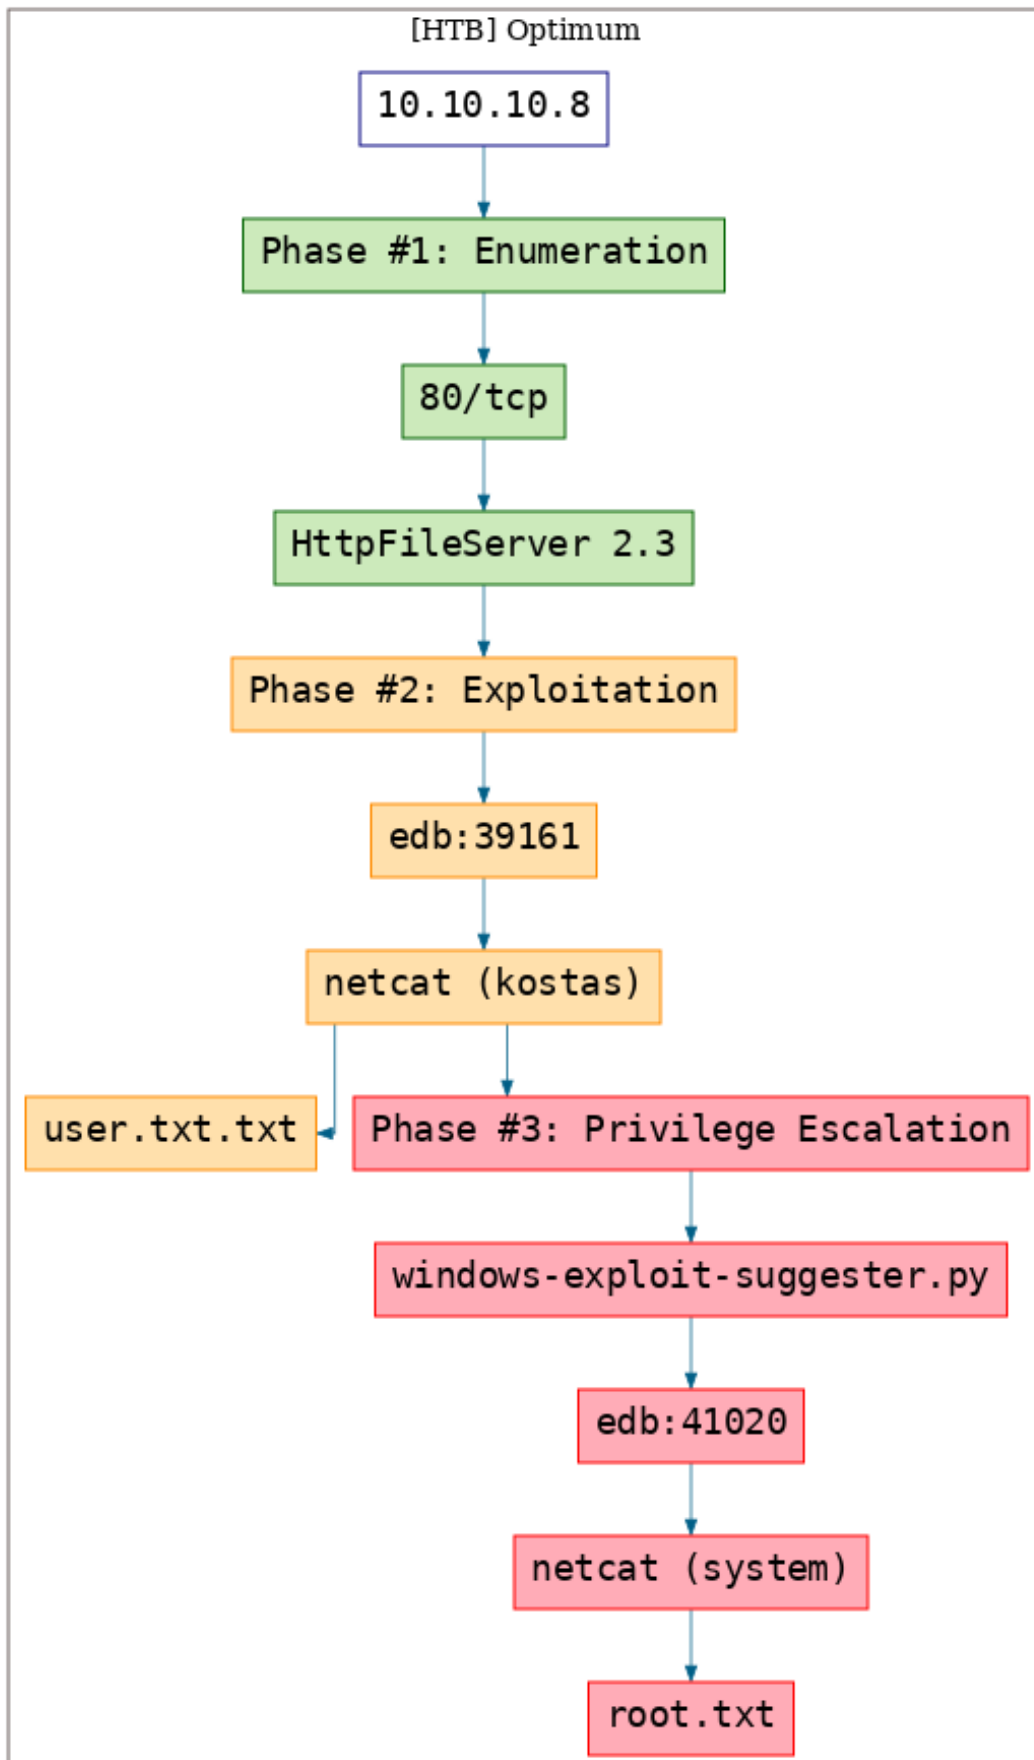 [HTB] Optimum
10.10.10.8
Phase #1: Enumeration
80/tcp
HttpFileServer 2.3
Phase #2: Exploitation
edb:39161
netcat (kostas)
user.txt.txt
Phase #3: Privilege Escalation
windows-exploit-suggester.py
edb:41020
netcat (system)
root.txt